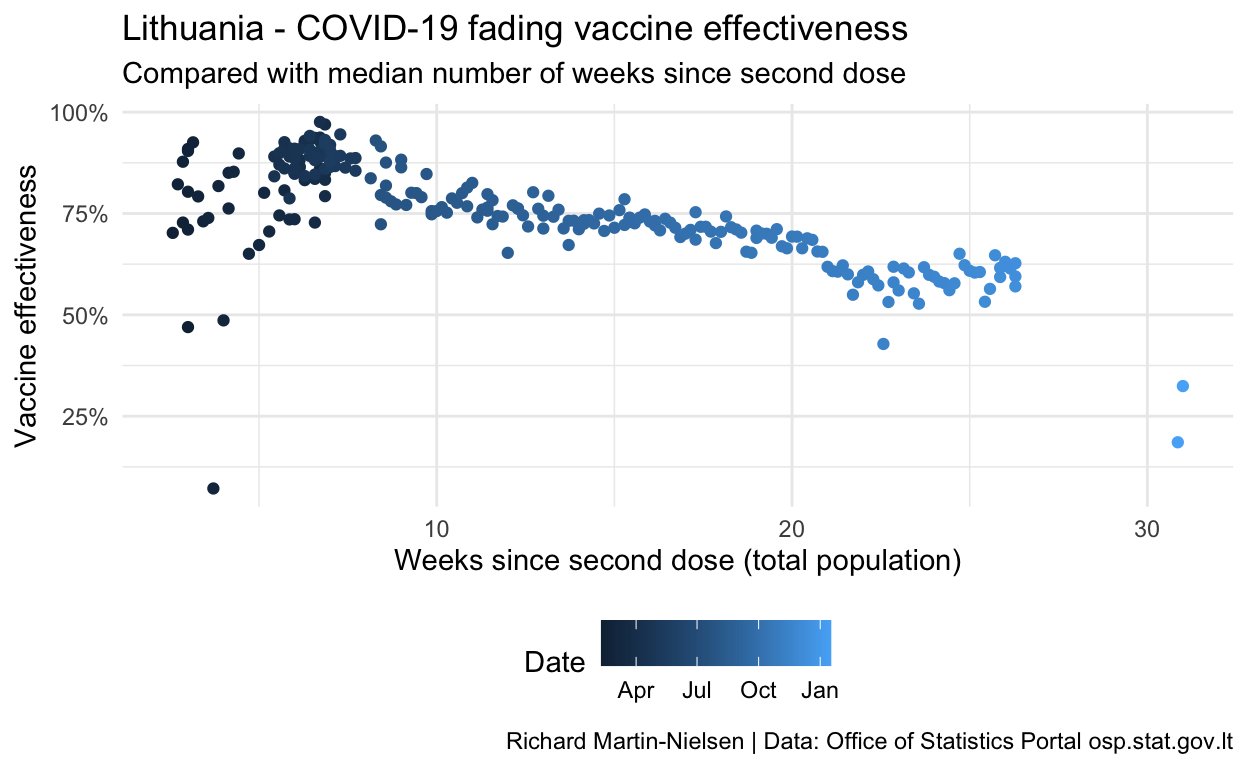 Lithuania - COVID-19 fading vaccine effectiveness
Compared with median number of weeks since second dose
100%
75%
50%
25%
Vaccine effectiveness
10 20 30
Weeks since second dose (total population)
Date
Apr Jul Oct Jan
Richard Martin-Nielsen | Data: Office of Statistics Portal osp.stat.gov.lt